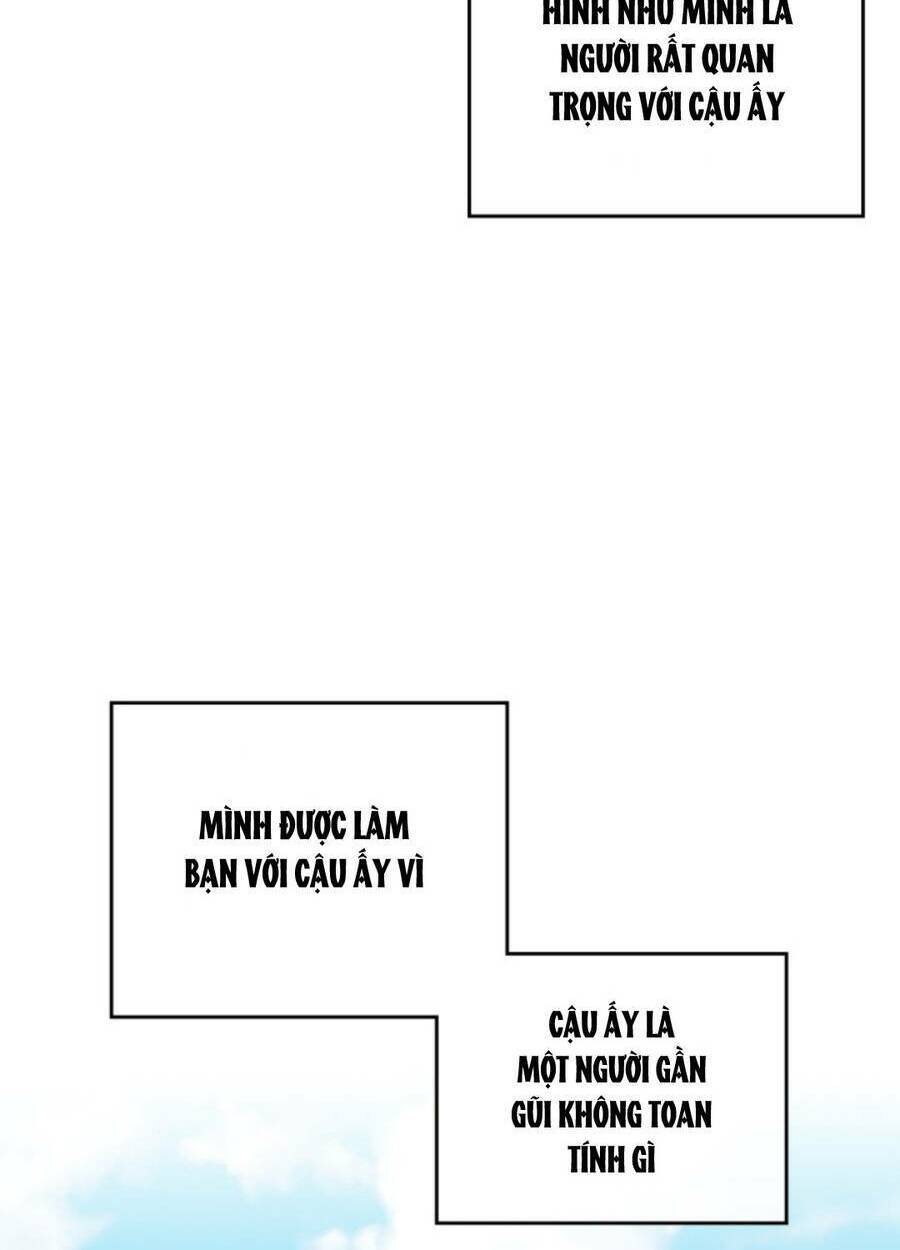 HÌNH NHƯ MÌNH LÀ
NGƯỜI RẤT QUAN
TRỌNG VỚI CẬU ẤY
MÌNH ĐƯỢC LÀM
BẠN VỚI CẬU ẤY VÌ
CẬU ẤY LÀ
MỘT NGƯỜI GẦN
GŨI KHÔNG TOAN
TÍNH GÌ